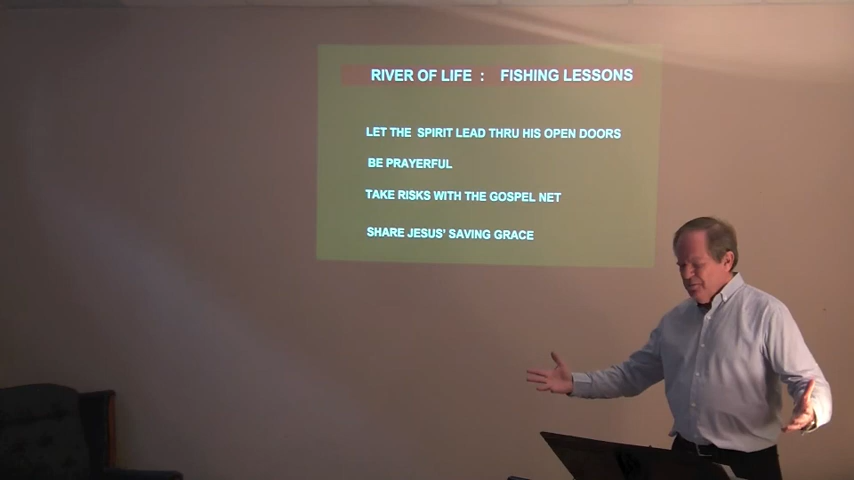 RIVER OF LIFE : FISHING LESSONS
LET THE SPIRIT LEAD THRU HIS OPEN DOORS
BE PRAYERFUL
TAKE RISKS WITH THE GOSPEL NET
SHARE JESUS' SAVING GRACE